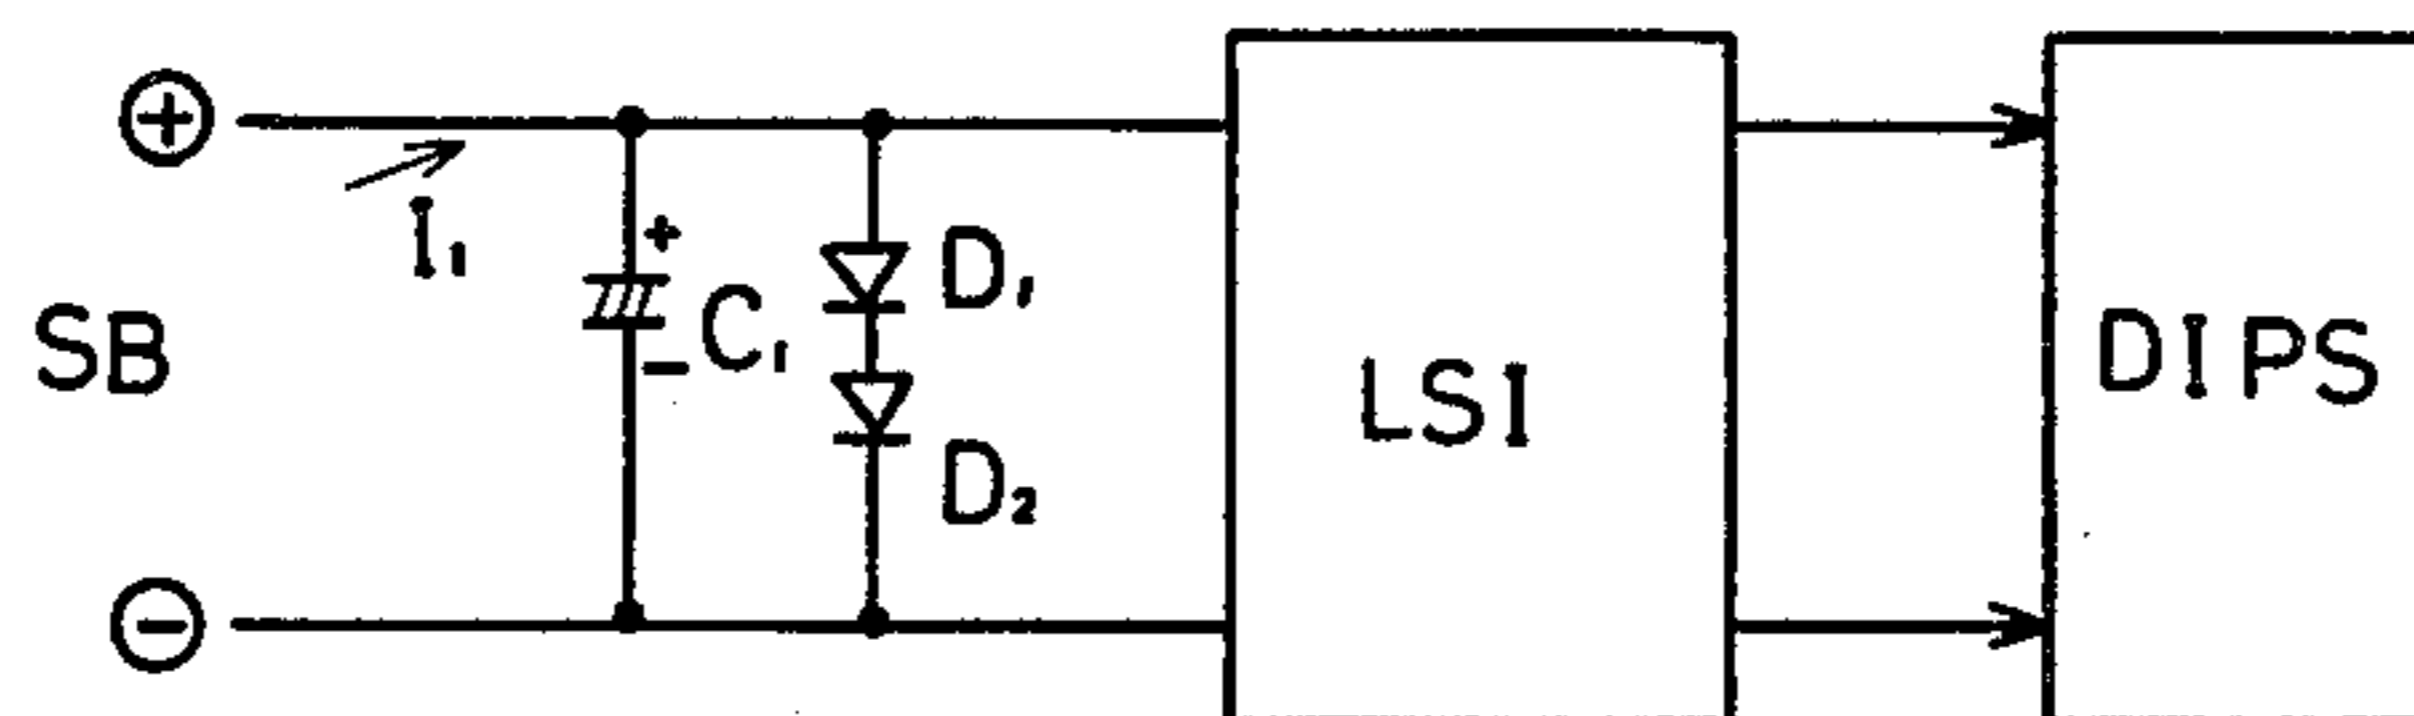 ⊕
I₁
+
SB
C₁
−
D₁
D₂
LSI
DIPS
⊖